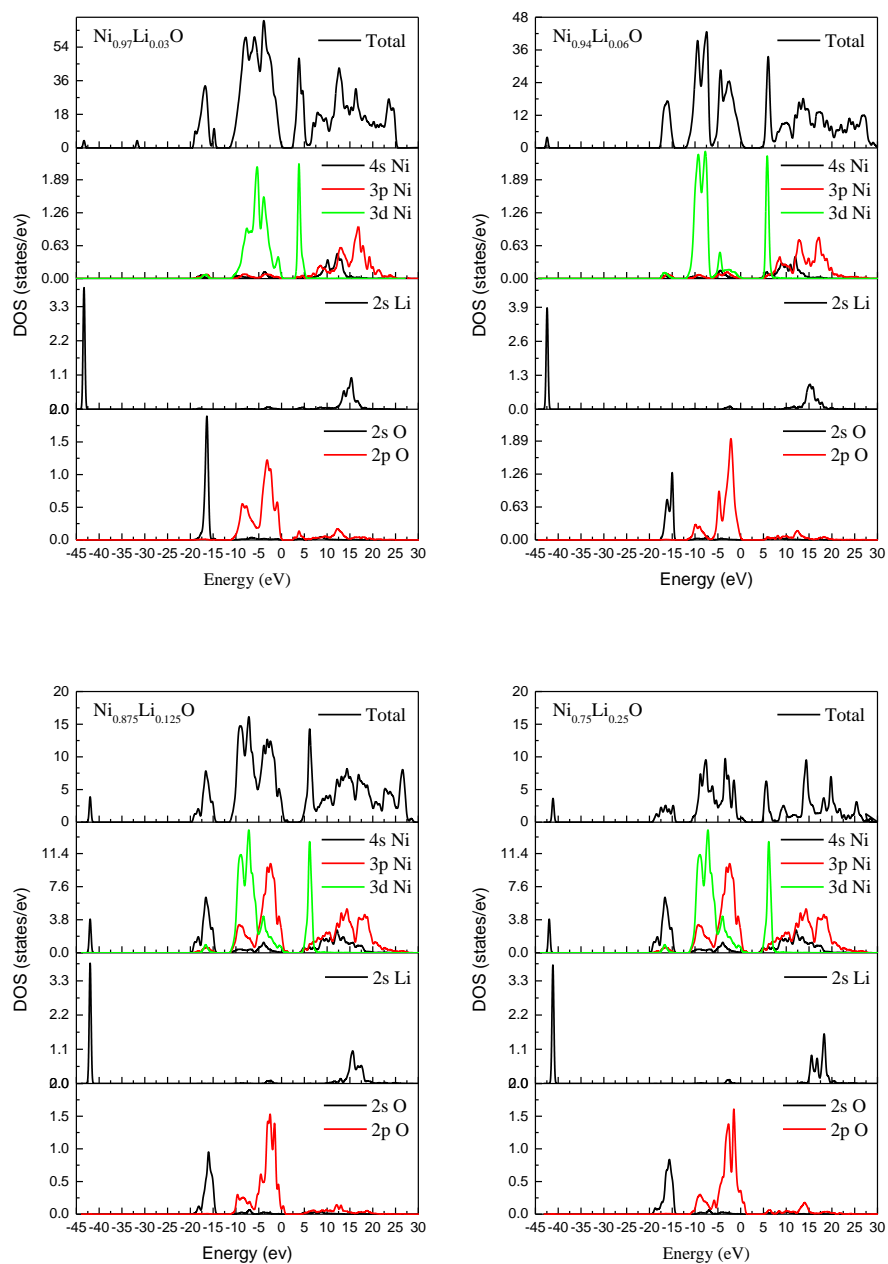 Ni0.97Li0.03O
Total
54
36
18
0
4s Ni
3p Ni
3d Ni
1.89
1.26
0.63
0.00
DOS (states/ev)
2s Li
3.3
2.2
1.1
0.0
2.0
2s O
2p O
1.5
1.0
0.5
0.0
-45 -40 -35 -30 -25 -20 -15 -10 -5 0 5 10 15 20 25 30
Energy (eV)
Ni0.94Li0.06O
Total
48
36
24
12
0
4s Ni
3p Ni
3d Ni
1.89
1.26
0.63
0.00
DOS (states/ev)
2s Li
3.9
2.6
1.3
0.0
2s O
2p O
1.89
1.26
0.63
0.00
-45 -40 -35 -30 -25 -20 -15 -10 -5 0 5 10 15 20 25 30
Energy (eV)
Ni0.875Li0.125O
Total
20
15
10
5
0
4s Ni
3p Ni
3d Ni
11.4
7.6
3.8
0.0
DOS (states/ev)
2s Li
3.3
2.2
1.1
0.0
2.0
2s O
2p O
1.5
1.0
0.5
0.0
-45 -40 -35 -30 -25 -20 -15 -10 -5 0 5 10 15 20 25 30
Energy (ev)
Ni0.75Li0.25O
Total
20
15
10
5
0
4s Ni
3p Ni
3d Ni
11.4
7.6
3.8
0.0
DOS (states/ev)
2s Li
3.3
2.2
1.1
0.0
2.0
2s O
2p O
1.5
1.0
0.5
0.0
-45 -40 -35 -30 -25 -20 -15 -10 -5 0 5 10 15 20 25 30
Energy (eV)